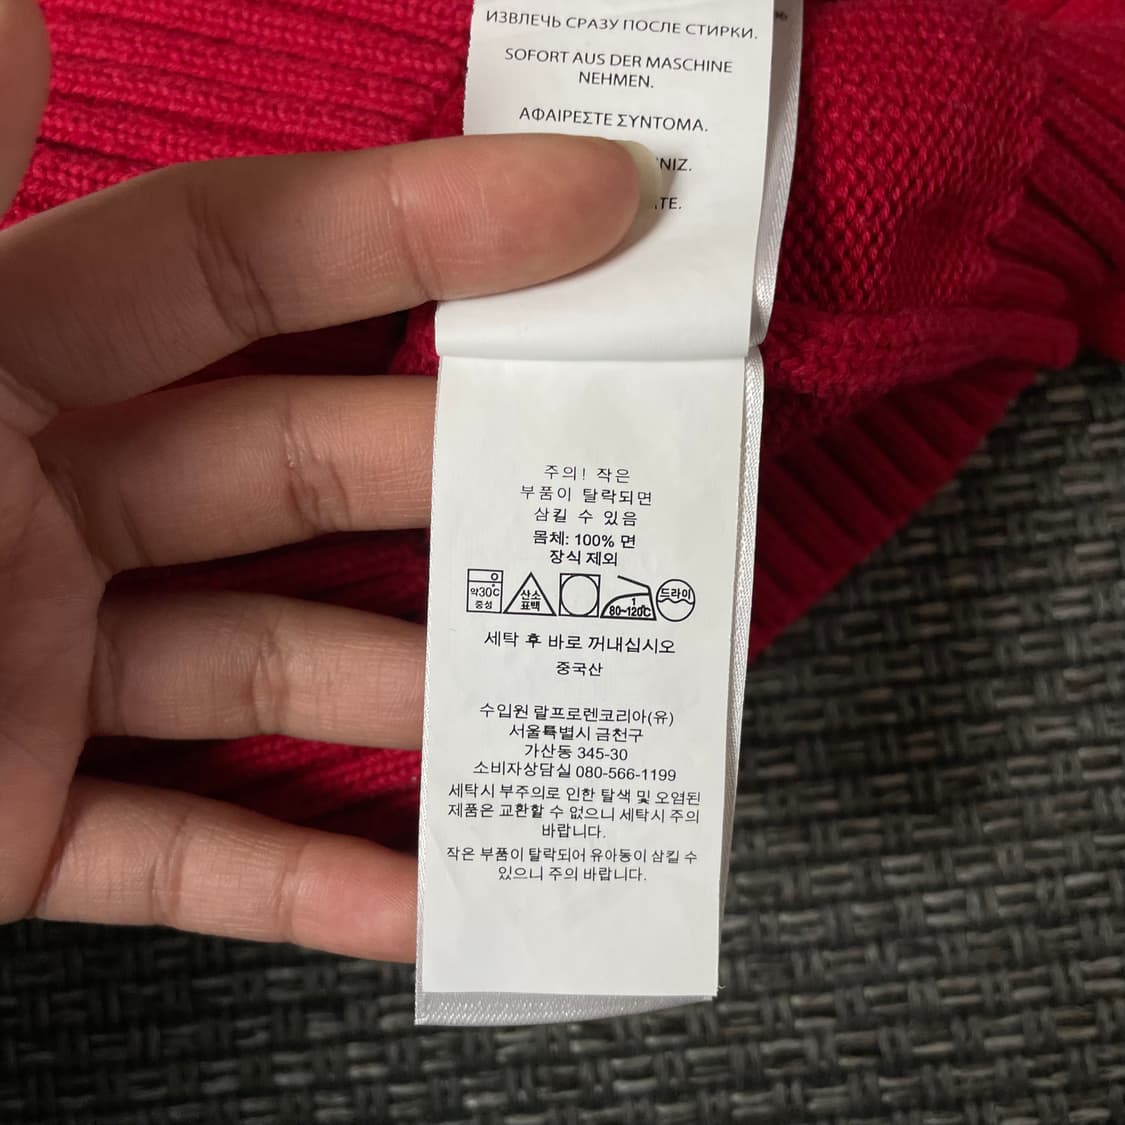 ИЗВЛЕЧЬ СРАЗУ ПОСЛЕ СТИРКИ.
SOFORT AUS DER MASCHINE
NEHMEN.
ΑΦΑΙΡΕΣΤΕ ΣΥΝΤΟΜΑ.
주의! 작은
부품이 탈락되면
삼킬 수 있음
몸체: 100% 면
장식 제외
약30℃ 중성 산소 표백 1 80~120℃ 드라이
세탁 후 바로 꺼내십시오
중국산
수입원 랄프로렌코리아(유)
서울특별시 금천구
가산동 345-30
소비자상담실 080-566-1199
세탁시 부주의로 인한 탈색 및 오염된
제품은 교환할 수 없으니 세탁시 주의
바랍니다.
작은 부품이 탈락되어 유아동이 삼킬 수
있으니 주의 바랍니다.